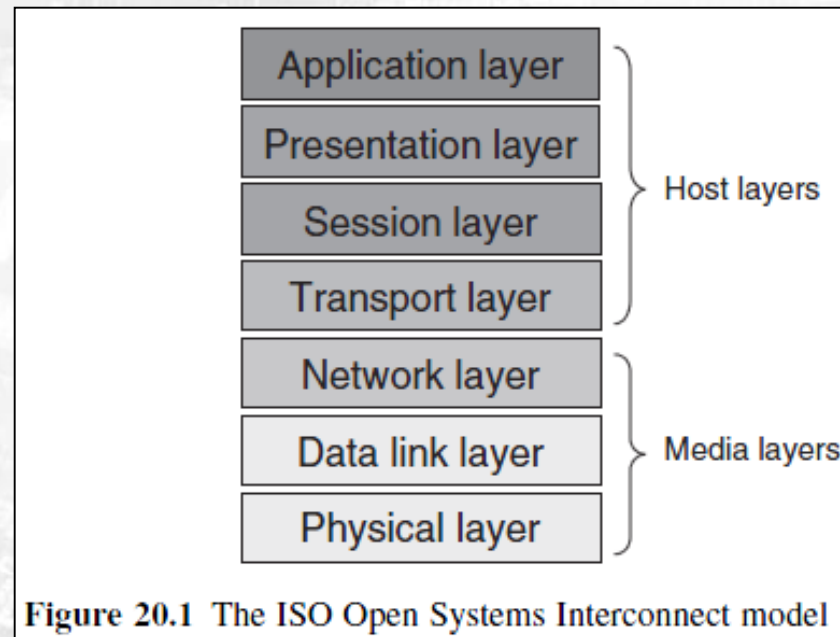 Application layer
Presentation layer
Session layer
Transport layer
Host layers
Network layer
Data link layer
Physical layer
Media layers
Figure 20.1 The ISO Open Systems Interconnect model